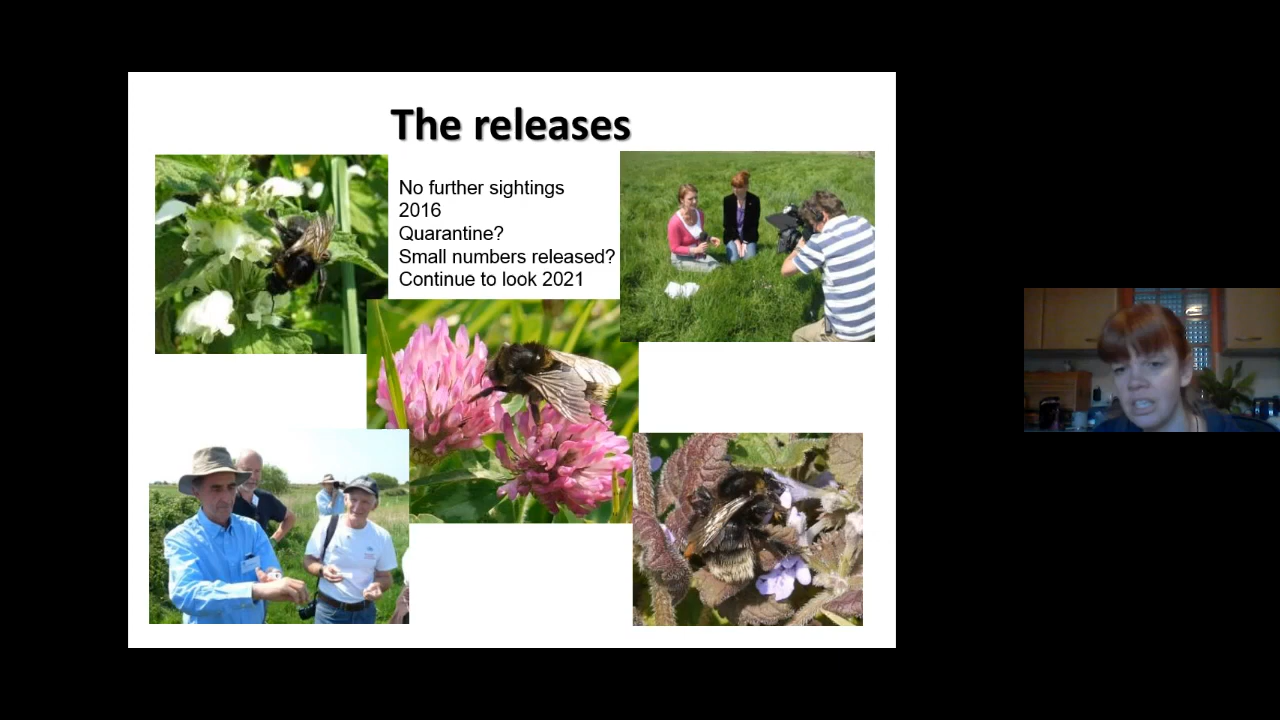 The releases
No further sightings
2016
Quarantine?
Small numbers released?
Continue to look 2021